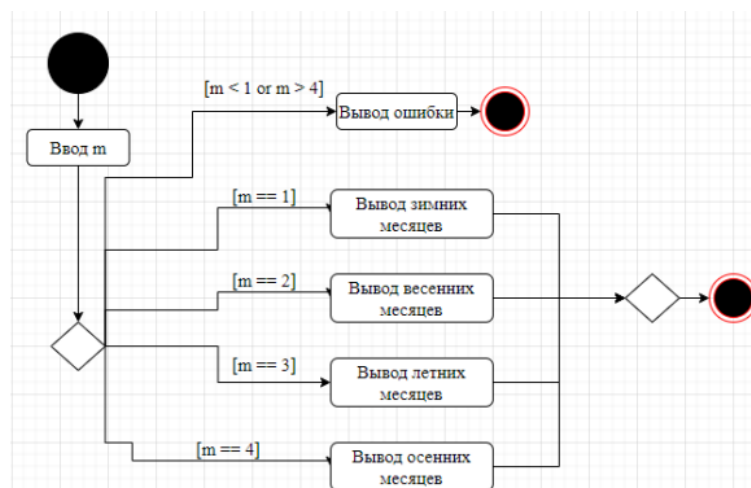 [m < 1 or m > 4]
Вывод ошибки
Ввод m
[m == 1]
Вывод зимних
месяцев
[m == 2]
Вывод весенних
месяцев
[m == 3]
Вывод летних
месяцев
[m == 4]
Вывод осенних
месяцев